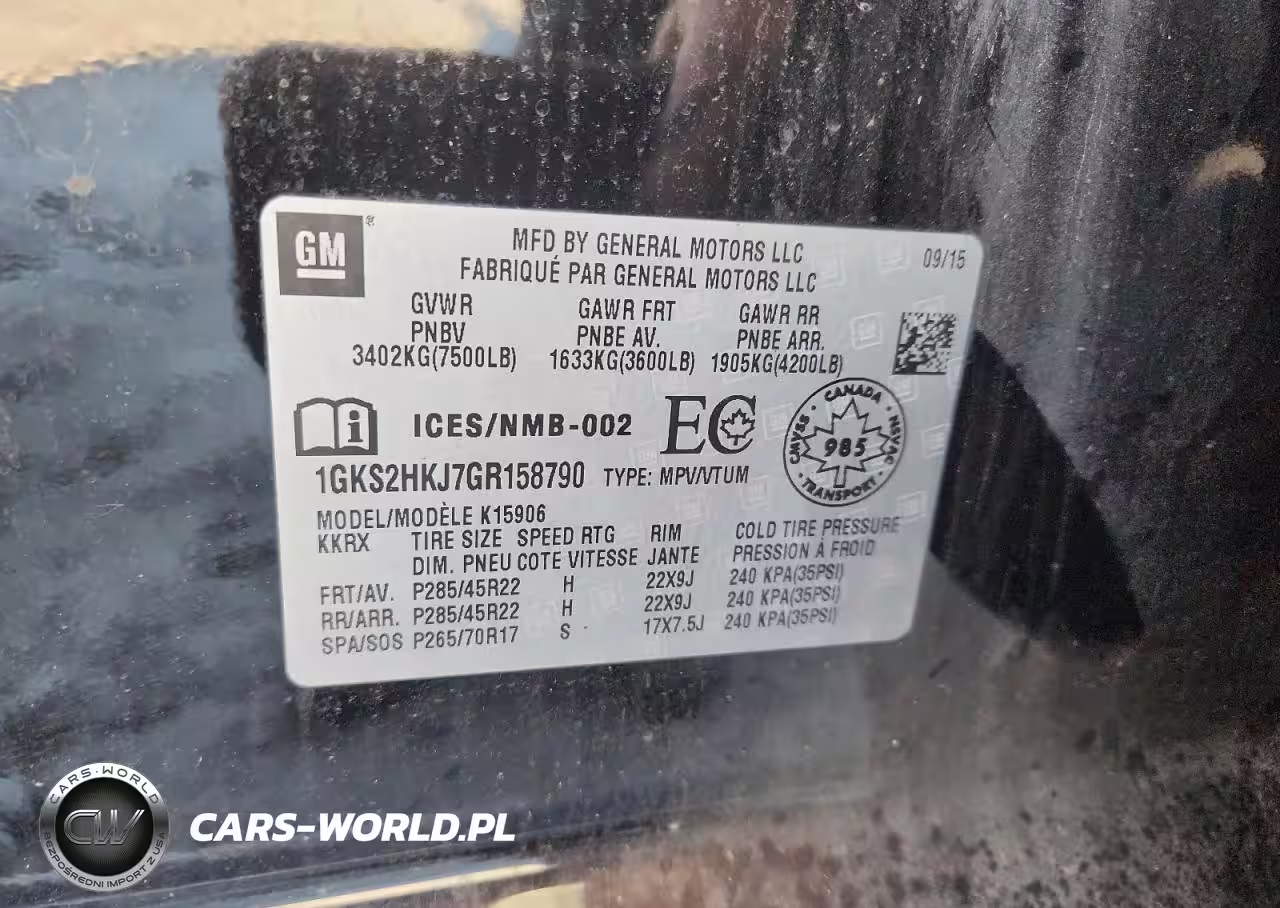 GM ®
MFD BY GENERAL MOTORS LLC
09/15
FABRIQUÉ PAR GENERAL MOTORS LLC
GVWR GAWR FRT GAWR RR
PNBV PNBE AV. PNBE ARR.
3402KG(7500LB) 1633KG(3600LB) 1905KG(4200LB)
ICES/NMB-002 EC
CANADA
CMVSS 985 NSVAC
TRANSPORT
1GKS2HKJ7GR158790 TYPE: MPV/VTUM
MODEL/MODÈLE K15906
KKRX TIRE SIZE SPEED RTG RIM COLD TIRE PRESSURE
DIM. PNEU COTE VITESSE JANTE PRESSION À FROID
FRT/AV. P285/45R22 H 22X9J 240 KPA(35PSI)
RR/ARR. P285/45R22 H 22X9J 240 KPA(35PSI)
SPA/SOS P265/70R17 S 17X7.5J 240 KPA(35PSI)
CARS-WORLD
CW
BEZPOŚREDNI IMPORT Z USA
CARS-WORLD.PL